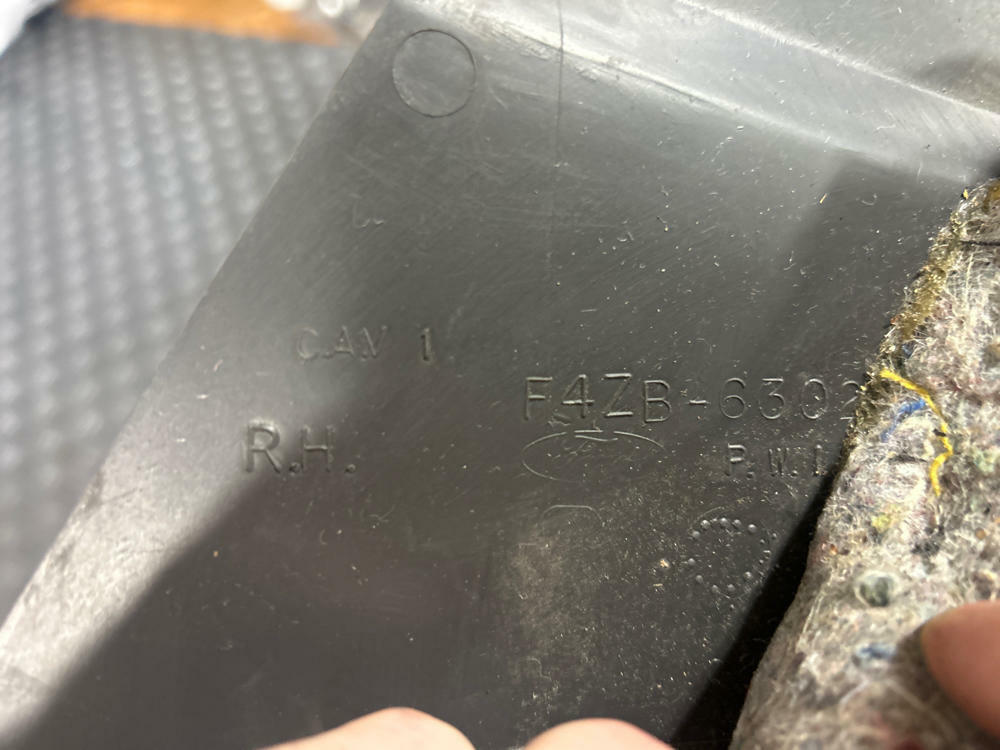 CAV 1
F4ZB-6302
R.H.
P.W.I